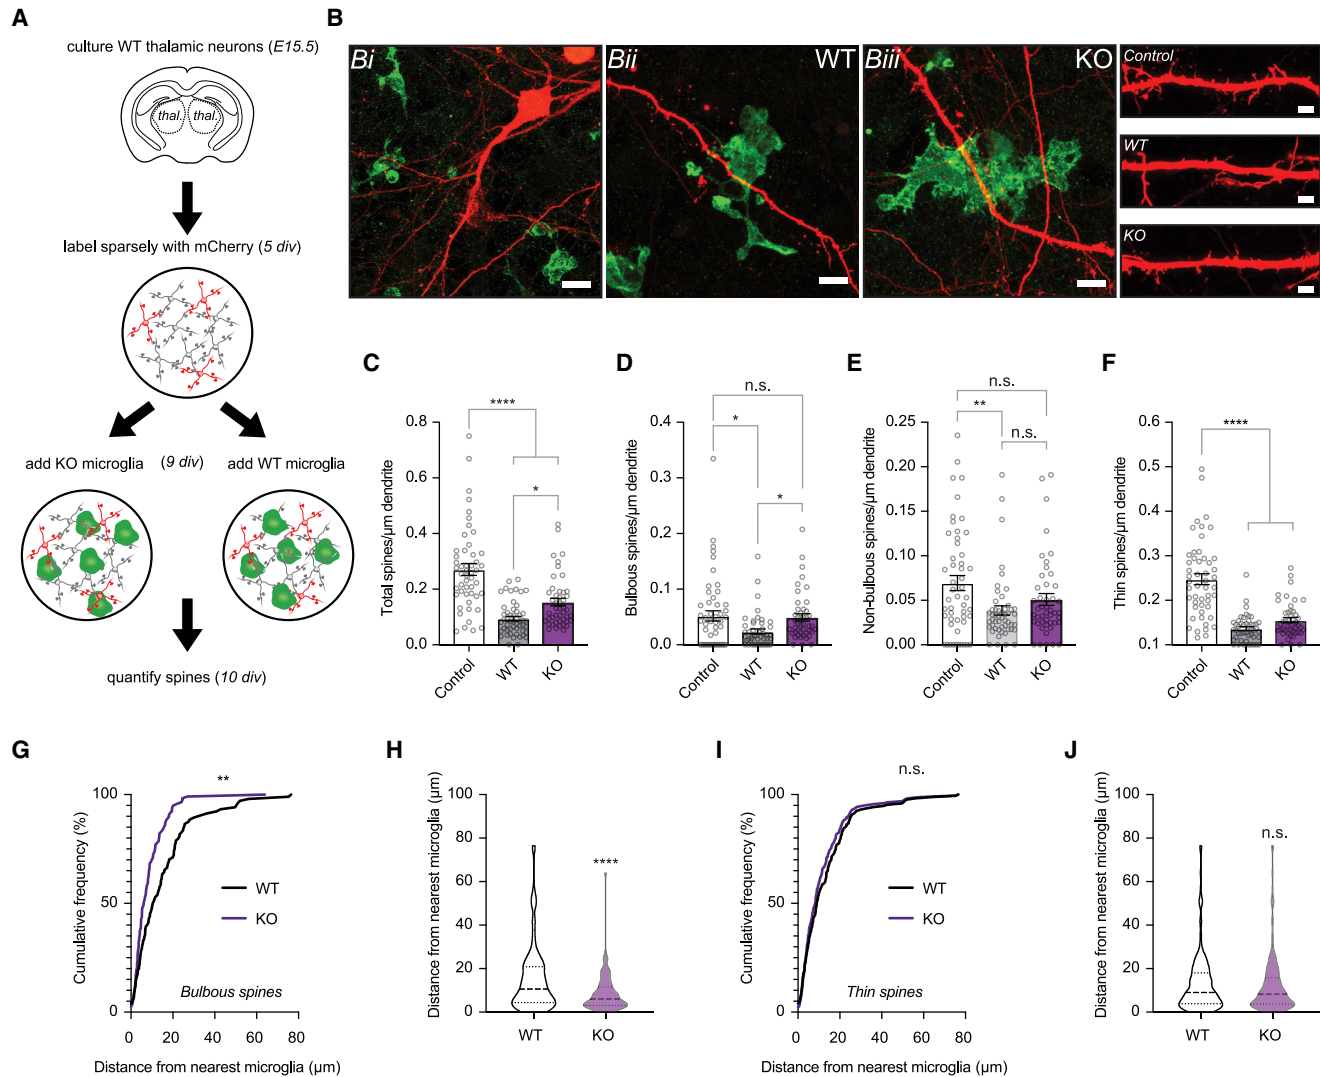 A
culture WT thalamic neurons (E15.5)
thal. thal.
label sparsely with mCherry (5 div)
add KO microglia (9 div) add WT microglia
quantify spines (10 div)
B
Bi
Bii WT
Biii KO
Control
WT
KO
C
Total spines/µm dendrite
0.8
0.6
0.4
0.2
0.0
****
*
Control WT KO
D
Bulbous spines/µm dendrite
0.4
0.3
0.2
0.1
0.0
n.s.
*
*
Control WT KO
E
Non-bulbous spines/µm dendrite
0.25
0.20
0.15
0.10
0.05
0.00
n.s.
**
n.s.
Control WT KO
F
Thin spines/µm dendrite
0.6
0.5
0.4
0.3
0.2
0.1
****
Control WT KO
G
Cumulative frequency (%)
100
50
0
**
WT
KO
Bulbous spines
0 20 40 60 80
Distance from nearest microglia (µm)
H
Distance from nearest microglia (µm)
100
80
60
40
20
0
****
WT KO
I
Cumulative frequency (%)
100
50
0
n.s.
WT
KO
Thin spines
0 20 40 60 80
Distance from nearest microglia (µm)
J
Distance from nearest microglia (µm)
100
80
60
40
20
0
n.s.
WT KO